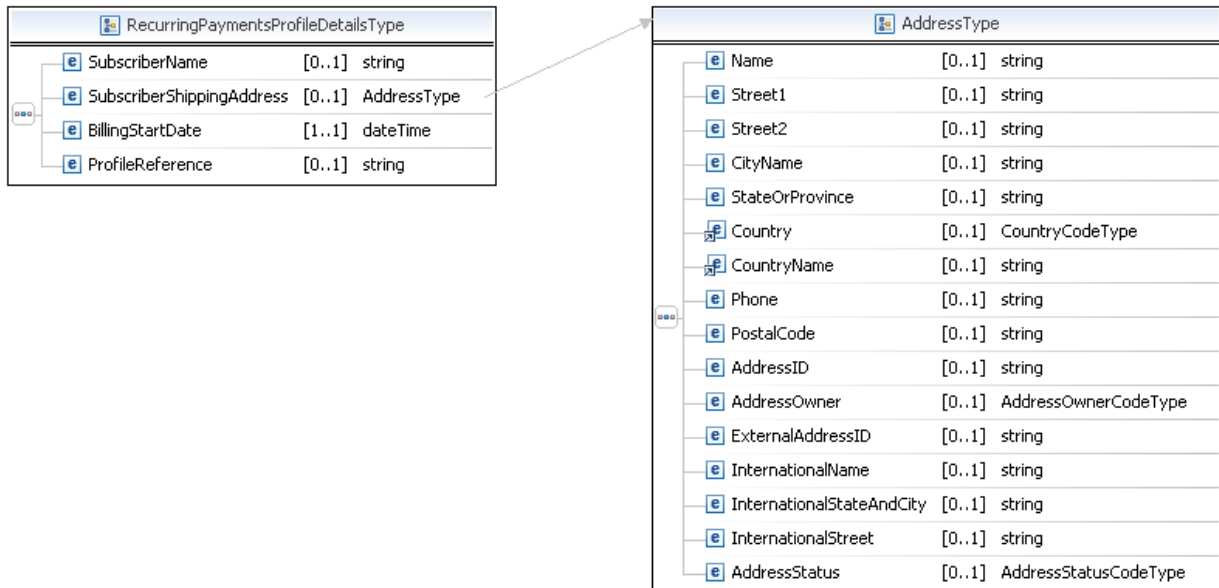 RecurringPaymentsProfileDetailsType
SubscriberName [0..1] string
SubscriberShippingAddress [0..1] AddressType
BillingStartDate [1..1] dateTime
ProfileReference [0..1] string
AddressType
Name [0..1] string
Street1 [0..1] string
Street2 [0..1] string
CityName [0..1] string
StateOrProvince [0..1] string
Country [0..1] CountryCodeType
CountryName [0..1] string
Phone [0..1] string
PostalCode [0..1] string
AddressID [0..1] string
AddressOwner [0..1] AddressOwnerCodeType
ExternalAddressID [0..1] string
InternationalName [0..1] string
InternationalStateAndCity [0..1] string
InternationalStreet [0..1] string
AddressStatus [0..1] AddressStatusCodeType